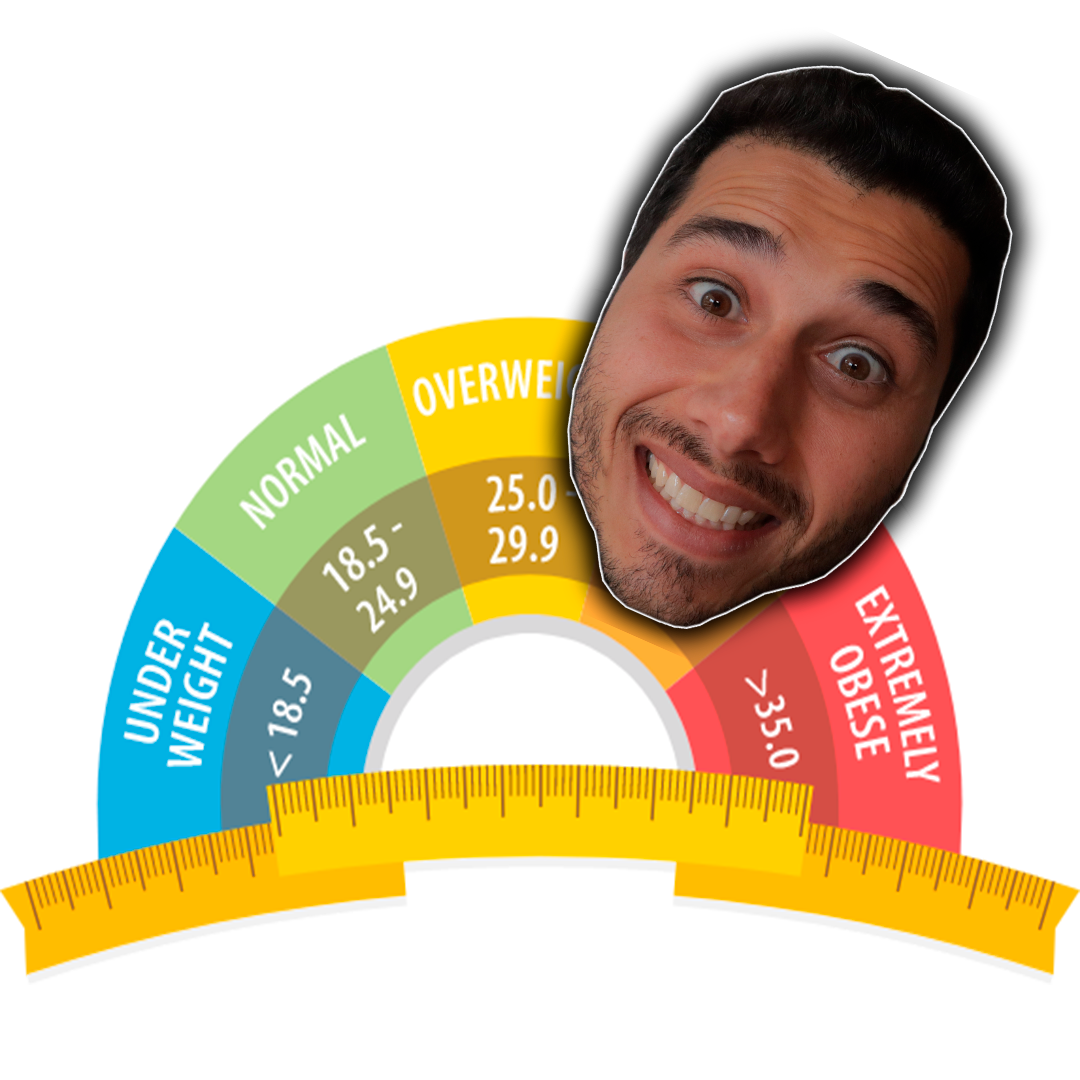 UNDER
WEIGHT
< 18.5
NORMAL
18.5 -
24.9
25.0 -
29.9
EXTREMELY
OBESE
>35.0